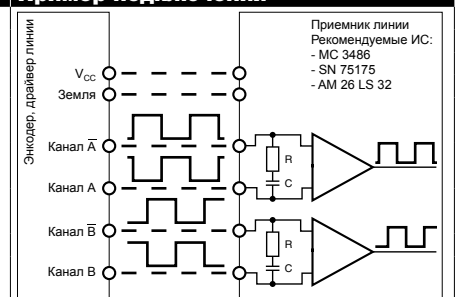 Пример подключения
Приемник линии
Рекомендуемые ИС:
- MC 3486
- SN 75175
- AM 26 LS 32
Энкодер, драйвер линии
VCC
Земля
Канал A̅
R
C
Канал A
Канал B̅
R
C
Канал B